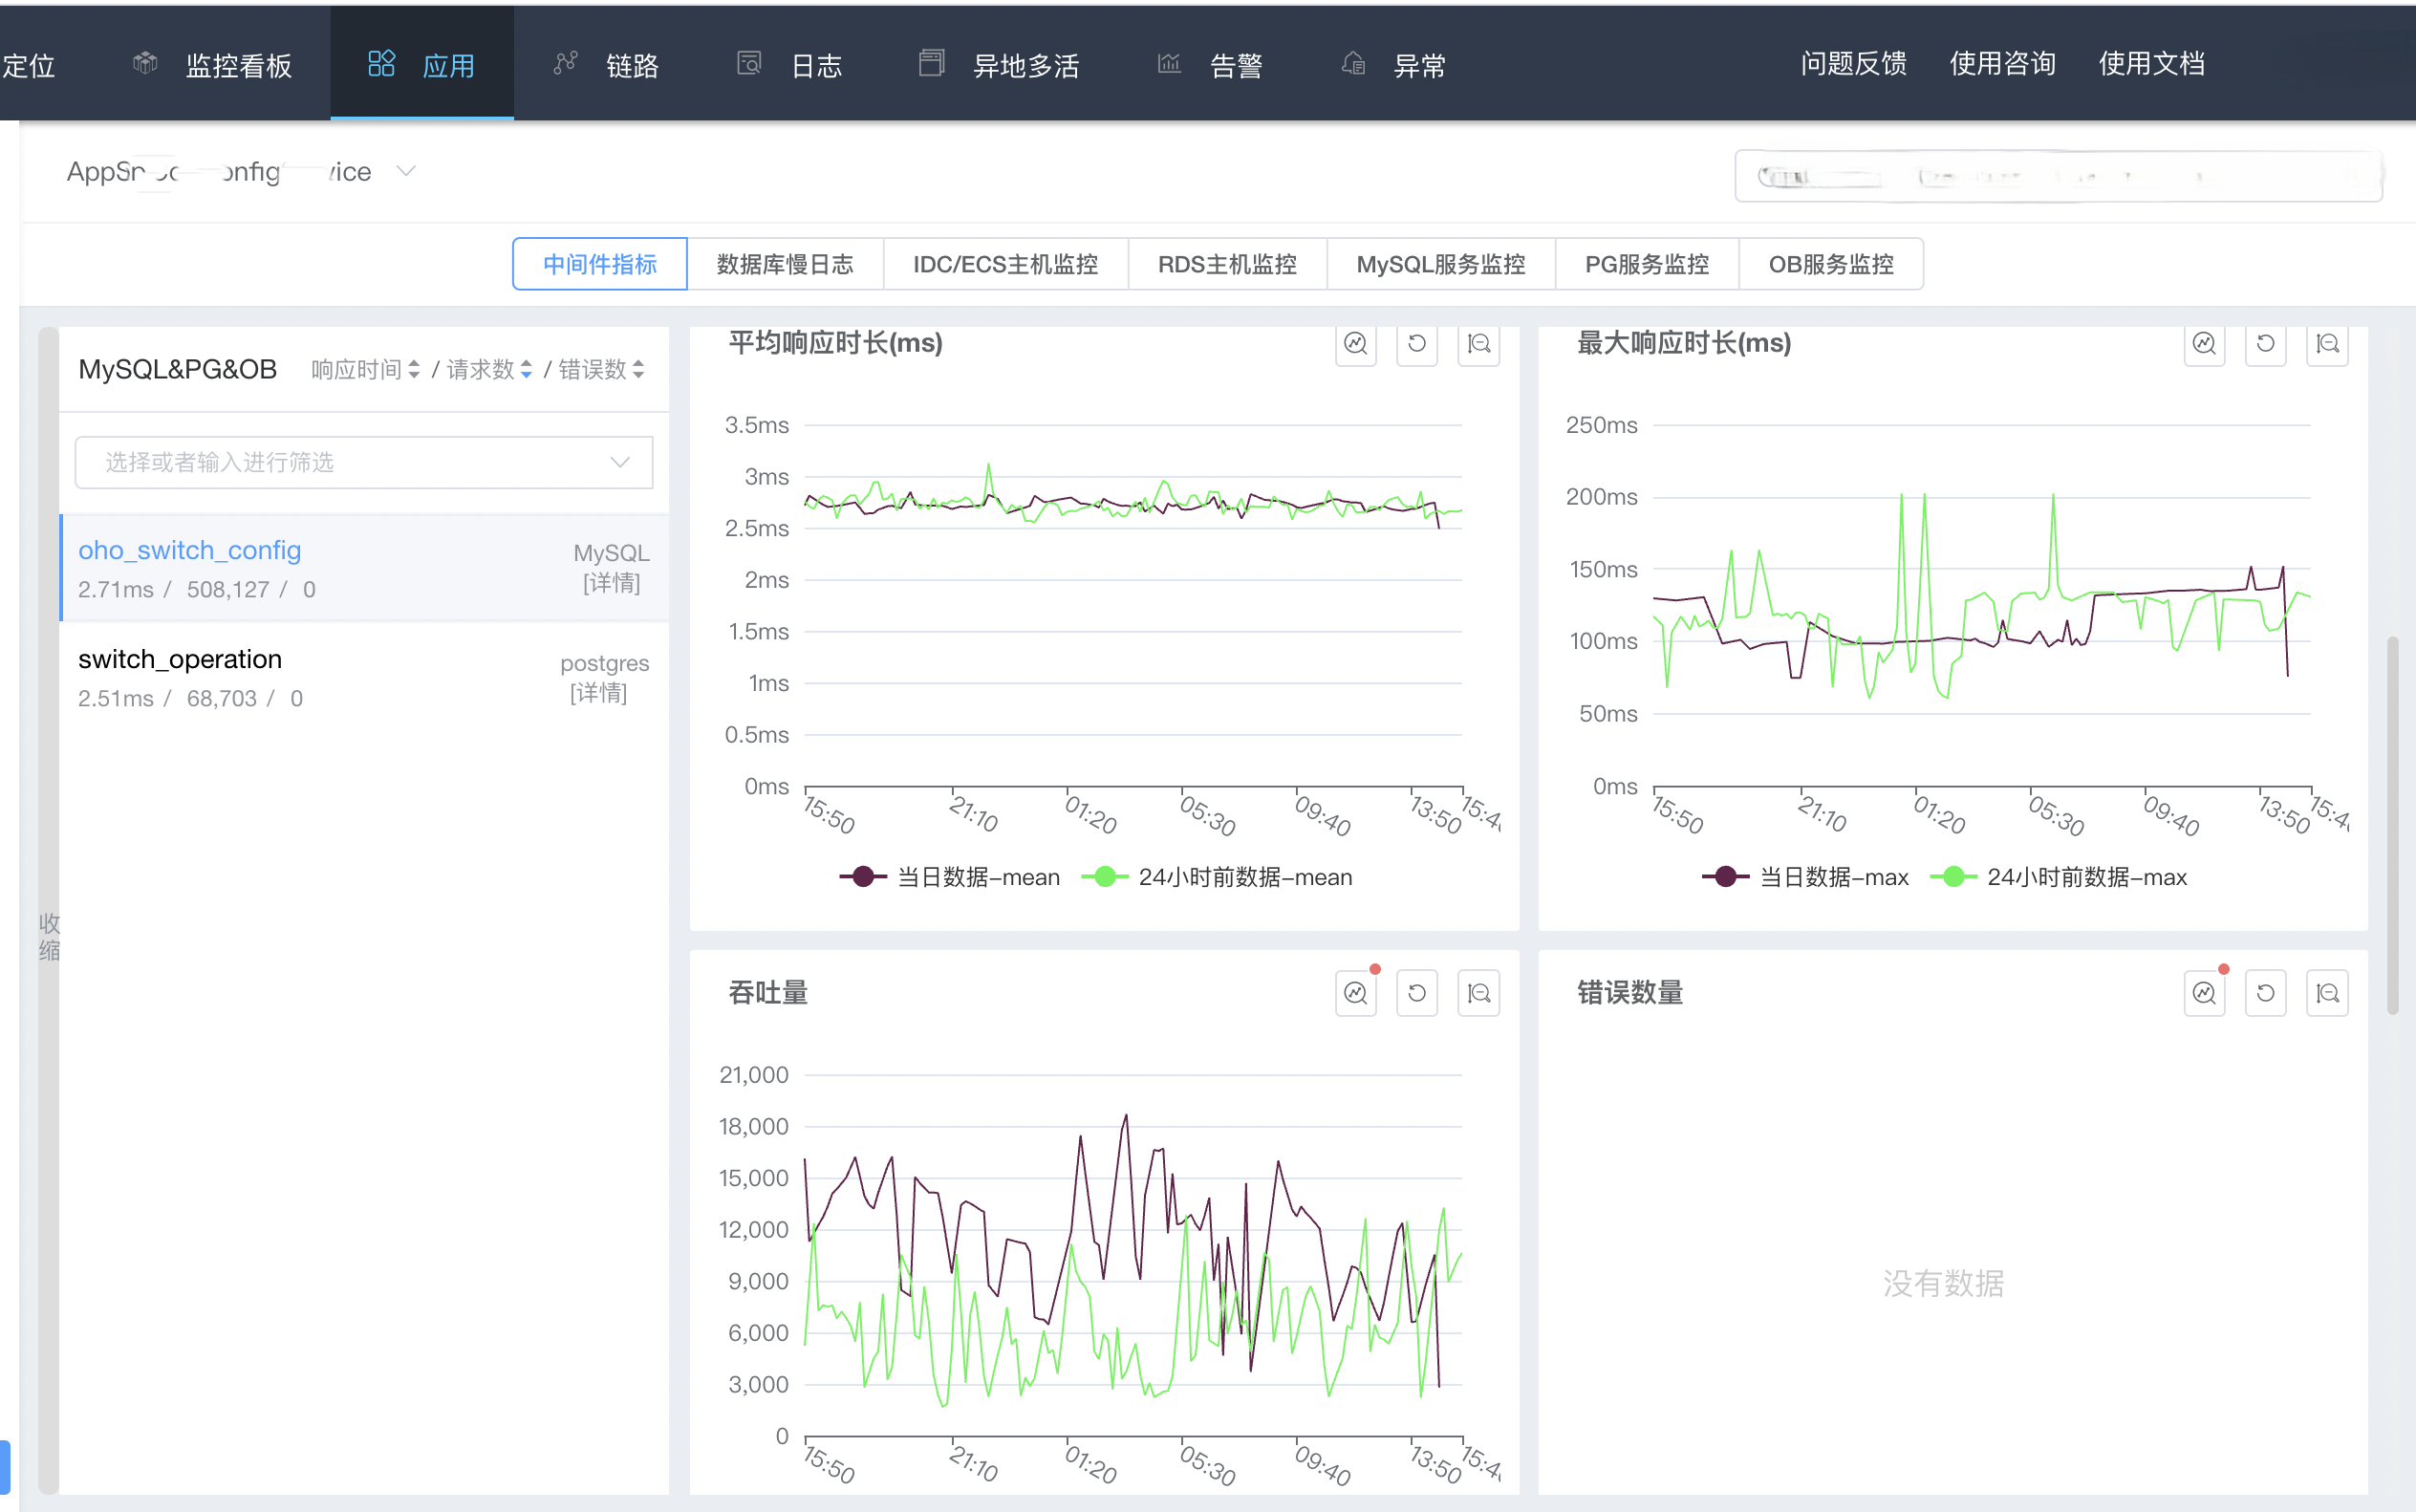 定位 监控看板 应用 链路 日志 异地多活 告警 异常 问题反馈 使用咨询 使用文档
中间件指标 数据库慢日志 IDC/ECS主机监控 RDS主机监控 MySQL服务监控 PG服务监控 OB服务监控
MySQL&PG&OB 响应时间 / 请求数 / 错误数
选择或者输入进行筛选
oho_switch_config MySQL
2.71ms / 508,127 / 0 [详情]
switch_operation postgres
2.51ms / 68,703 / 0 [详情]
收
缩
平均响应时长(ms)
3.5ms
3ms
2.5ms
2ms
1.5ms
1ms
0.5ms
0ms
15:50 21:10 01:20 05:30 09:40 13:50
当日数据-mean 24小时前数据-mean
最大响应时长(ms)
250ms
200ms
150ms
100ms
50ms
0ms
15:50 21:10 01:20 05:30 09:40 13:50
当日数据-max 24小时前数据-max
吞吐量
21,000
18,000
15,000
12,000
9,000
6,000
3,000
0
15:50 21:10 01:20 05:30 09:40 13:50
错误数量
没有数据